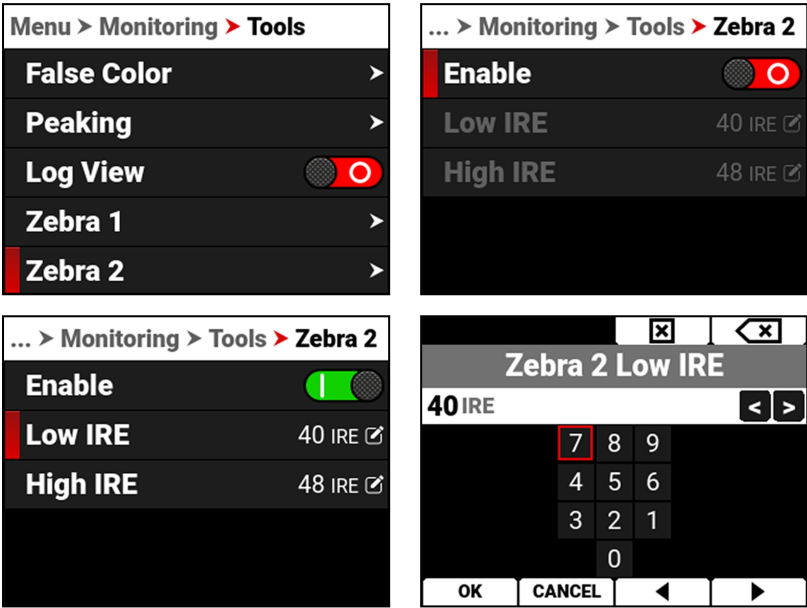 Menu > Monitoring > Tools
False Color >
Peaking >
Log View
Zebra 1 >
Zebra 2 >
... > Monitoring > Tools > Zebra 2
Enable
Low IRE 40 IRE
High IRE 48 IRE
... > Monitoring > Tools > Zebra 2
Enable
Low IRE 40 IRE
High IRE 48 IRE
Zebra 2 Low IRE
40 IRE < >
7 8 9
4 5 6
3 2 1
0
OK CANCEL ◀ ▶